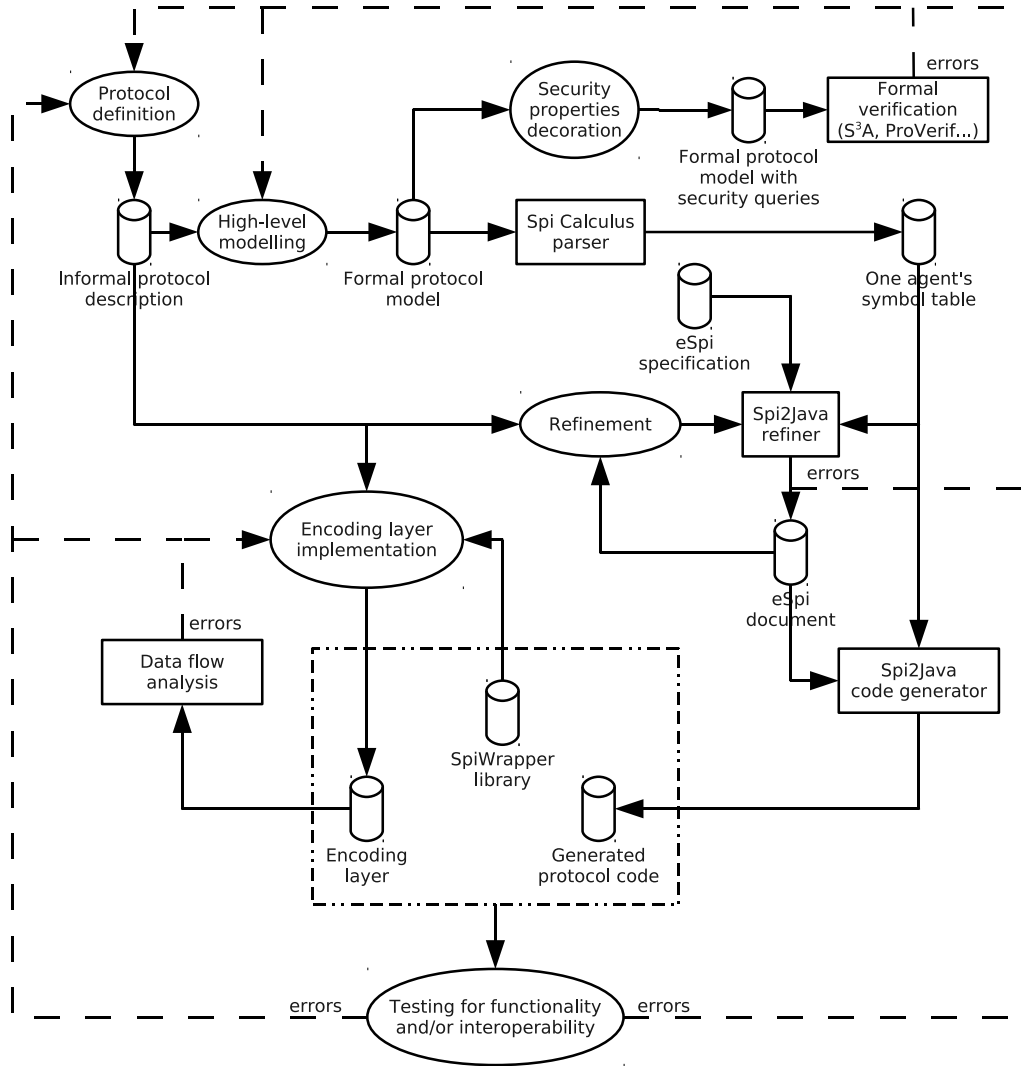 errors
Protocol
definition
Security
properties
decoration
Formal
verification
(S³A, ProVerif...)
Formal protocol
model with
security queries
High-level
modelling
Spi Calculus
parser
Informal protocol
description
Formal protocol
model
One agent's
symbol table
eSpi
specification
Refinement
Spi2Java
refiner
errors
Encoding layer
implementation
eSpi
document
errors
Data flow
analysis
Spi2Java
code generator
SpiWrapper
library
Encoding
layer
Generated
protocol code
errors
Testing for functionality
and/or interoperability
errors